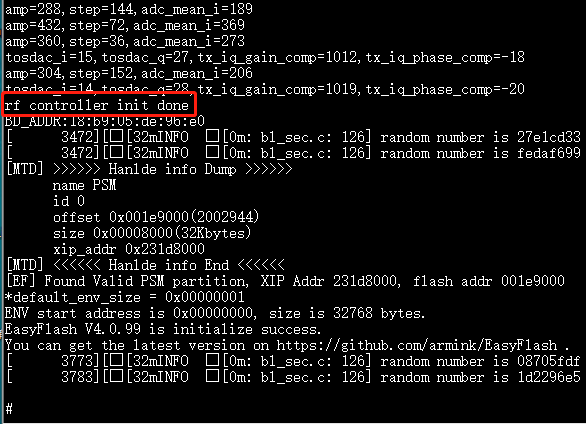 amp=288, step=144, adc_mean_i=189
amp=432, step=72, adc_mean_i=369
amp=360, step=36, adc_mean_i=273
tosdac_i=15, tosdac_q=27, tx_iq_gain_comp=1012, tx_iq_phase_comp=-18
amp=304, step=152, adc_mean_i=206
tosdac_i=14, tosdac_q=28, tx_iq_gain_comp=1019, tx_iq_phase_comp=-20
rf controller init done
BD_ADDR:18:b9:05:de:96:e0
[      3472][□[32mINFO  □[0m: bl_sec.c: 126] random number is 27e1cd33
[      3472][□[32mINFO  □[0m: bl_sec.c: 126] random number is fedaf699
[MTD] >>>>>> Hanlde info Dump >>>>>>
      name PSM
      id 0
      offset 0x001e9000(2002944)
      size 0x00008000(32Kbytes)
      xip_addr 0x231d8000
[MTD] <<<<<< Hanlde info End <<<<<<
[EF] Found Valid PSM partition, XIP Addr 231d8000, flash addr 001e9000
*default_env_size = 0x00000001
ENV start address is 0x00000000, size is 32768 bytes.
EasyFlash V4.0.99 is initialize success.
You can get the latest version on https://github.com/armink/EasyFlash .
[      3773][□[32mINFO  □[0m: bl_sec.c: 126] random number is 08705fdf
[      3783][□[32mINFO  □[0m: bl_sec.c: 126] random number is 1d2296e5
#